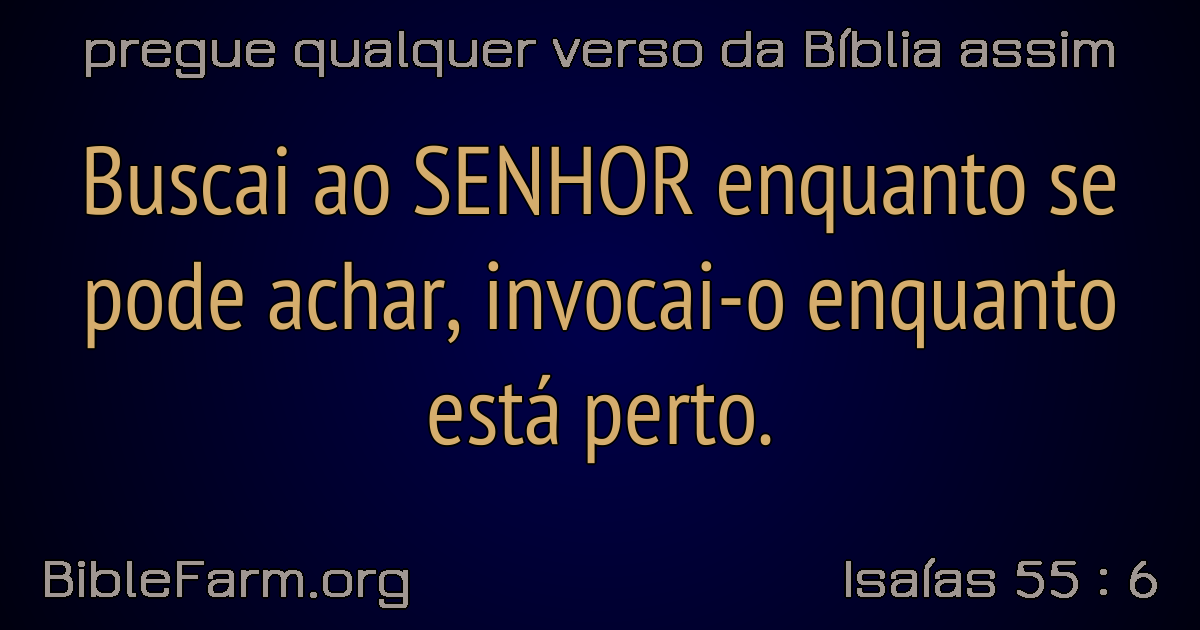 pregue qualquer verso da Bíblia assim
Buscai ao SENHOR enquanto se
pode achar, invocai-o enquanto
está perto.
BibleFarm.org
Isaías 55 : 6